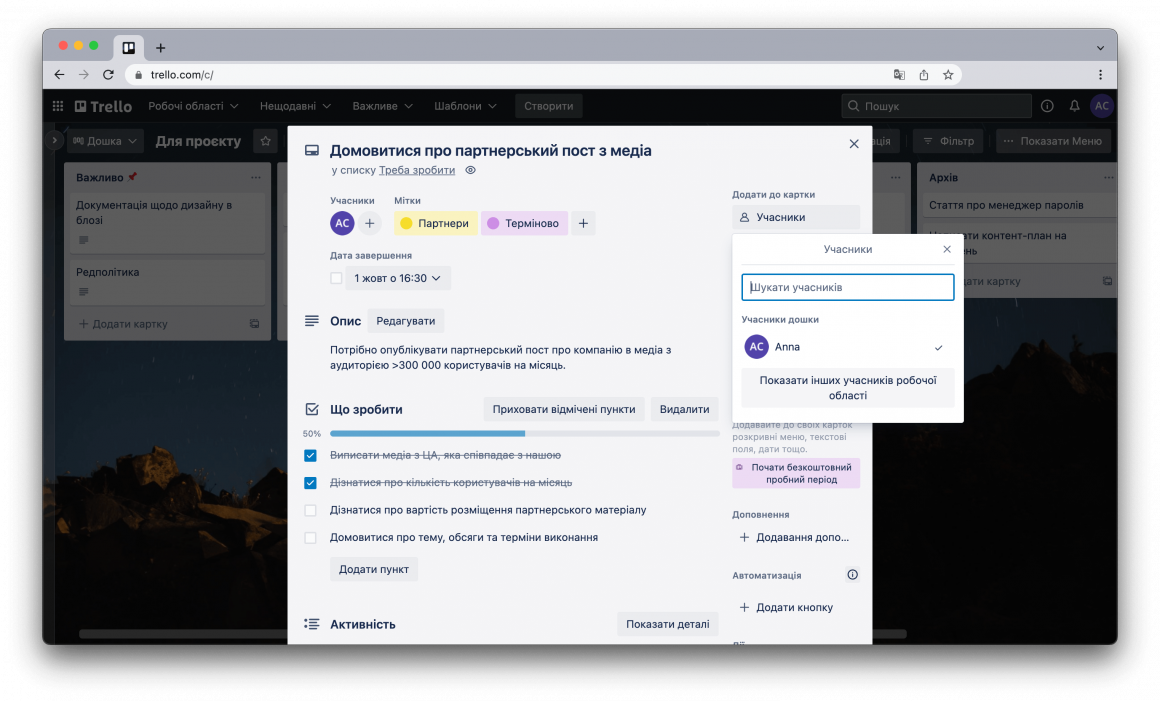 trello.com/c/
Trello
Робочі області
Нещодавні
Важливе
Шаблони
Створити
Пошук
AC
Дошка
Для проєкту
ація
Фільтр
Показати Меню
Важливо
Документація щодо дизайну в
блозі
Редполітика
Додати картку
Домовитися про партнерський пост з медіа
у списку Треба зробити
Учасники
Мітки
AC
Партнери
Терміново
Дата завершення
1 жовт о 16:30
Опис
Редагувати
Потрібно опублікувати партнерський пост про компанію в медіа з
аудиторією >300 000 користувачів на місяць.
Що зробити
Приховати відмічені пункти
Видалити
50%
Виписати медіа з ЦА, яка співпадає з нашою
Дізнатися про кількість користувачів на місяць
Дізнатися про вартість розміщення партнерського матеріалу
Домовитися про тему, обсяги та терміни виконання
Додати пункт
Активність
Показати деталі
Додати до картки
Учасники
Учасники
Шукати учасників
Учасники дошки
AC
Anna
Показати інших учасників робочої
області
Додавайте до своїх карток
розкривні меню, текстові
поля, дати тощо.
Почати безкоштовний
пробний період
Доповнення
Додавання допо...
Автоматизація
Додати кнопку
Архів
Стаття про менеджер паролів
контент-план на
ати картку